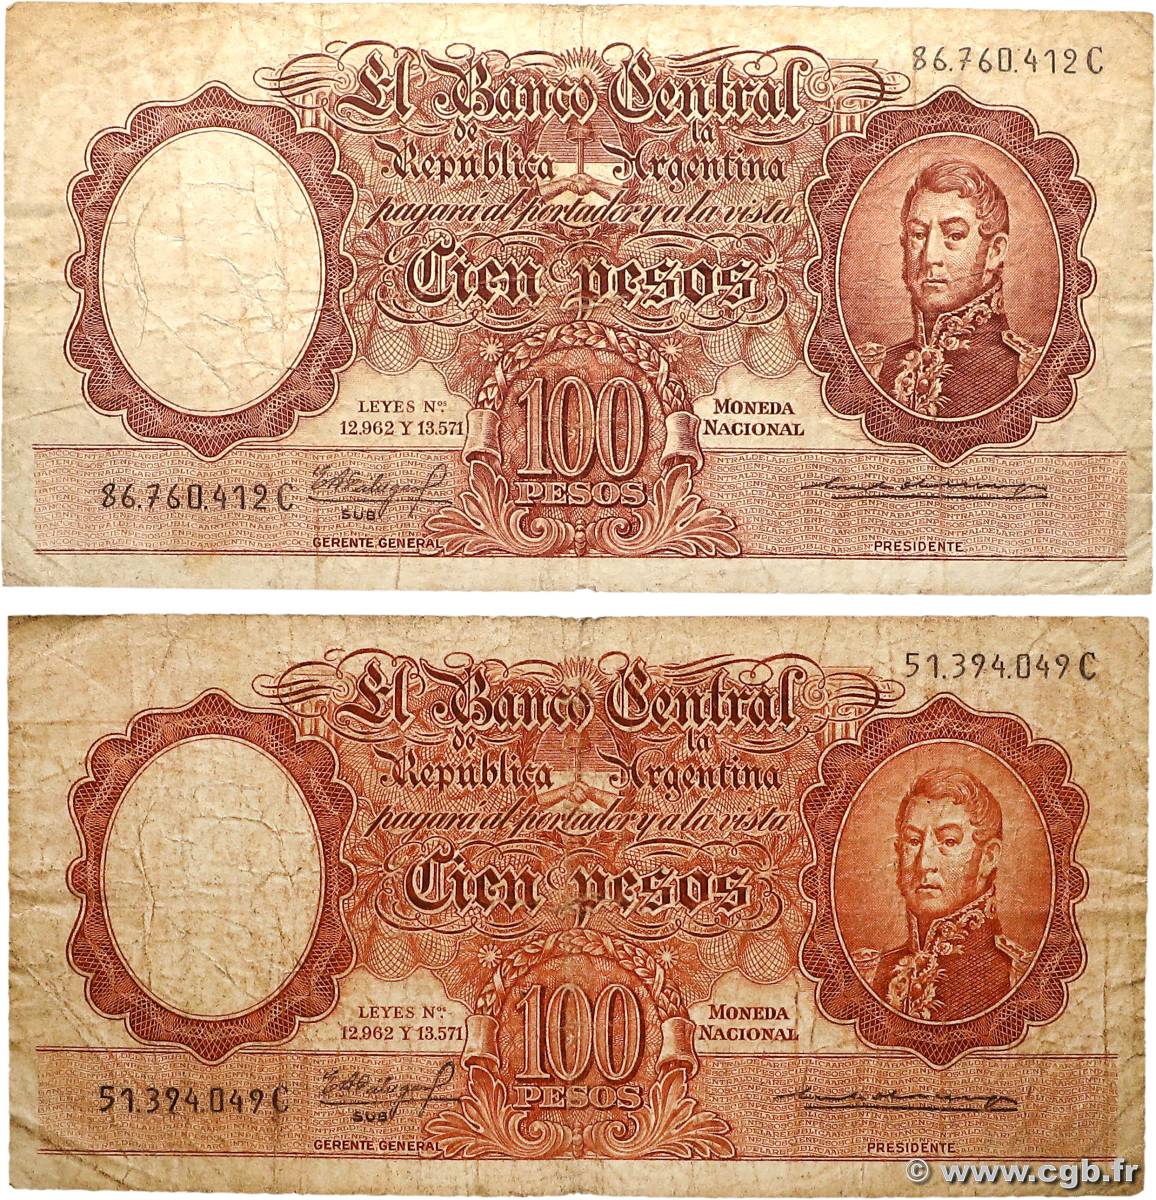 86.760.412 C
El Banco Central
de la
República Argentina
pagará al portador y a la vista
Cien pesos
LEYES Nos.
12.962 Y 13.571
100
PESOS
MONEDA
NACIONAL
86.760.412 C
SUB
GERENTE GENERAL
PRESIDENTE
51.394.049 C
El Banco Central
de la
República Argentina
pagará al portador y a la vista
Cien pesos
LEYES Nos.
12.962 Y 13.571
100
PESOS
MONEDA
NACIONAL
51.394.049 C
SUB
GERENTE GENERAL
PRESIDENTE
© www.cgb.fr